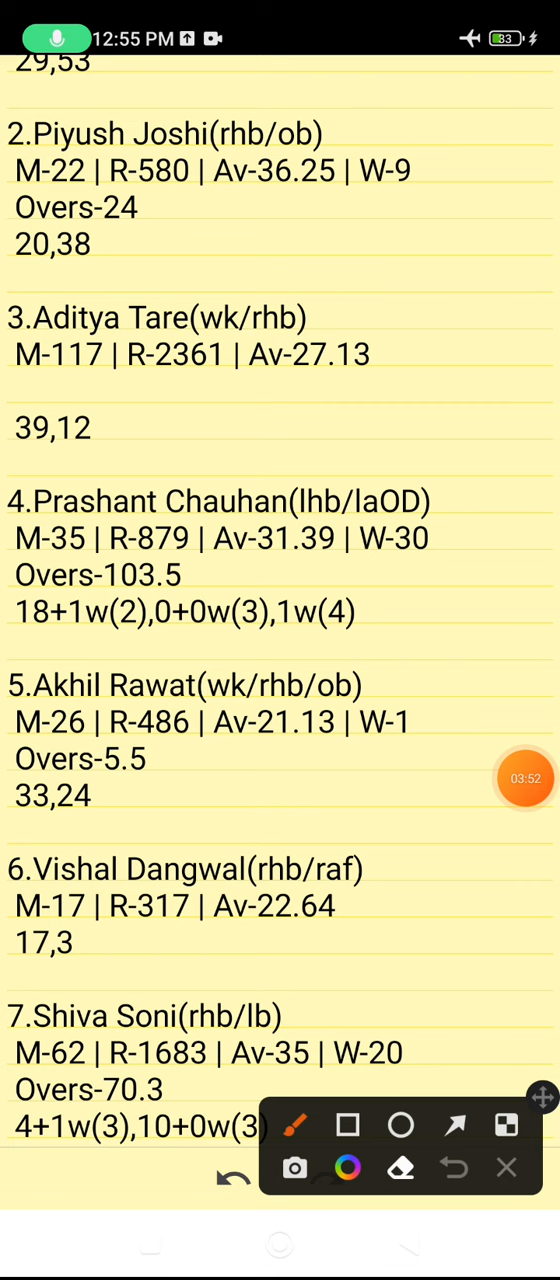 12:55 PM
33
29,53
2.Piyush Joshi(rhb/ob)
M-22 | R-580 | Av-36.25 | W-9
Overs-24
20,38
3.Aditya Tare(wk/rhb)
M-117 | R-2361 | Av-27.13
39,12
4.Prashant Chauhan(lhb/laOD)
M-35 | R-879 | Av-31.39 | W-30
Overs-103.5
18+1w(2),0+0w(3),1w(4)
5.Akhil Rawat(wk/rhb/ob)
M-26 | R-486 | Av-21.13 | W-1
Overs-5.5
03:52
33,24
6.Vishal Dangwal(rhb/raf)
M-17 | R-317 | Av-22.64
17,3
7.Shiva Soni(rhb/lb)
M-62 | R-1683 | Av-35 | W-20
Overs-70.3
4+1w(3),10+0w(3)